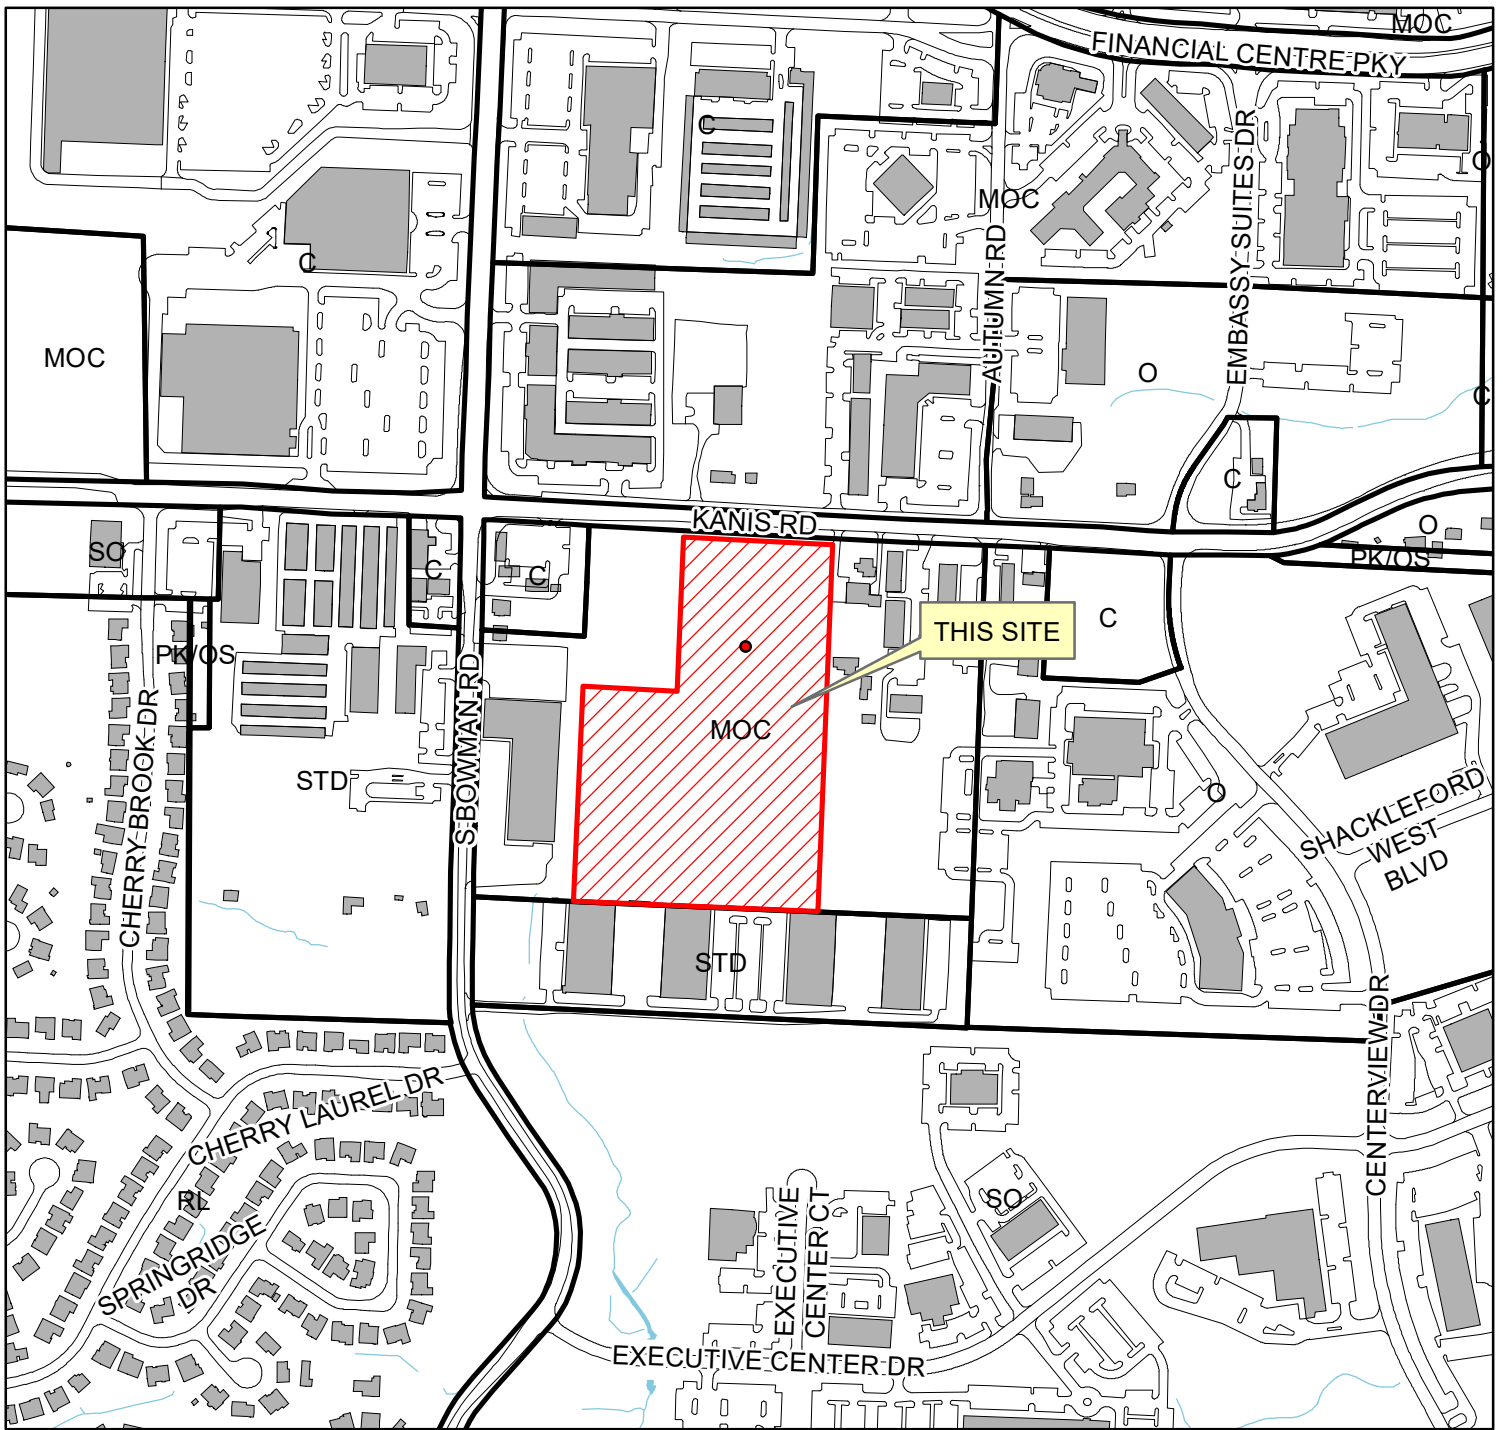 MOC
FINANCIAL CENTRE PKY
C
O
MOC
EMBASSY SUITES DR
AUTUMN RD
C
MOC
O
C
C
KANIS RD
O
SO
C
C
PK/OS
C
THIS SITE
PK/OS
S BOWMAN RD
CHERRY BROOK DR
MOC
STD
O
SHACKLEFORD
WEST
BLVD
STD
CENTERVIEW DR
CHERRY LAUREL DR
RL
SO
SPRINGRIDGE
DR
EXECUTIVE
CENTER CT
EXECUTIVE CENTER DR